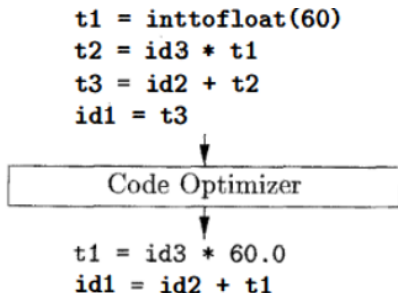 t1 = inttofloat(60)
t2 = id3 * t1
t3 = id2 + t2
id1 = t3
Code Optimizer
t1 = id3 * 60.0
id1 = id2 + t1